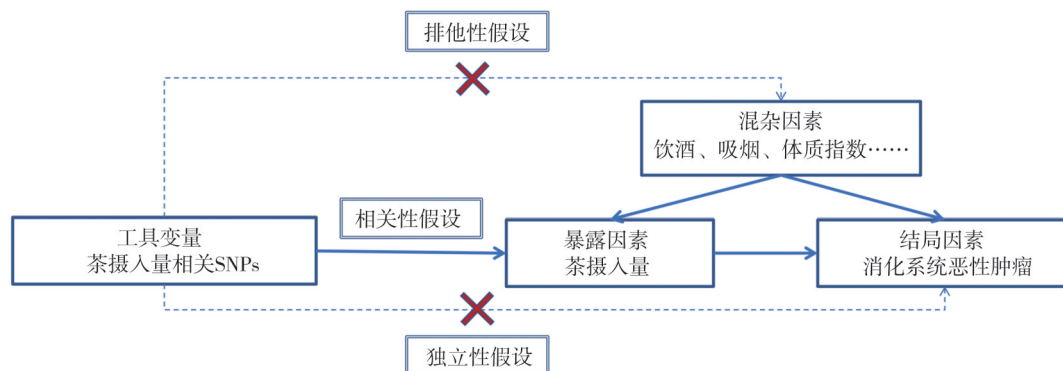 排他性假设
混杂因素
饮酒、吸烟、体质指数……
相关性假设
工具变量
茶摄入量相关SNPs
暴露因素
茶摄入量
结局因素
消化系统恶性肿瘤
独立性假设